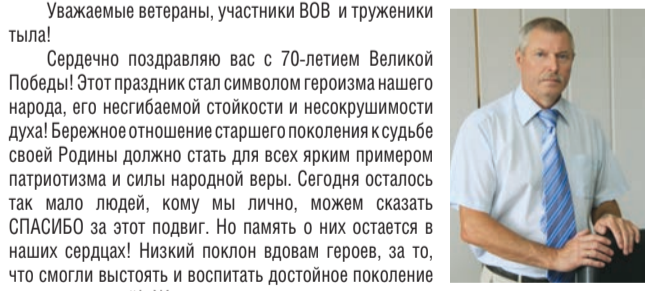 Уважаемые ветераны, участники ВОВ и труженики
тыла!
Сердечно поздравляю вас с 70-летием Великой
Победы! Этот праздник стал символом героизма нашего
народа, его несгибаемой стойкости и несокрушимости
духа! Бережное отношение старшего поколения к судьбе
своей Родины должно стать для всех ярким примером
патриотизма и силы народной веры. Сегодня осталось
так мало людей, кому мы лично, можем сказать
СПАСИБО за этот подвиг. Но память о них остается в
наших сердцах! Низкий поклон вдовам героев, за то,
что смогли выстоять и воспитать достойное поколение